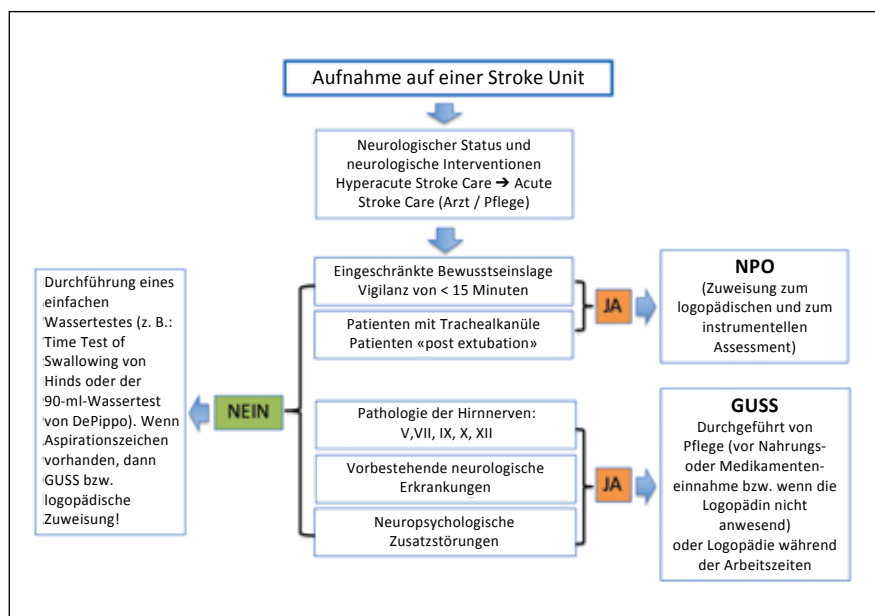 Aufnahme auf einer Stroke Unit
Neurologischer Status und
neurologische Interventionen
Hyperacute Stroke Care ➔ Acute
Stroke Care (Arzt / Pflege)
Eingeschränkte Bewusstseinslage
Vigilanz von < 15 Minuten
Patienten mit Trachealkanüle
Patienten «post extubation»
JA
NPO
(Zuweisung zum
logopädischen und zum
instrumentellen
Assessment)
Durchführung eines
einfachen
Wassertestes (z. B.:
Time Test of
Swallowing von
Hinds oder der
90-ml-Wassertest
von DePippo). Wenn
Aspirationszeichen
vorhanden, dann
GUSS bzw.
logopädische
Zuweisung!
NEIN
Pathologie der Hirnnerven:
V,VII, IX, X, XII
Vorbestehende neurologische
Erkrankungen
Neuropsychologische
Zusatzstörungen
JA
GUSS
Durchgeführt von
Pflege (vor Nahrungs-
oder Medikamenten-
einnahme bzw. wenn die
Logopädin nicht
anwesend)
oder Logopädie während
der Arbeitszeiten